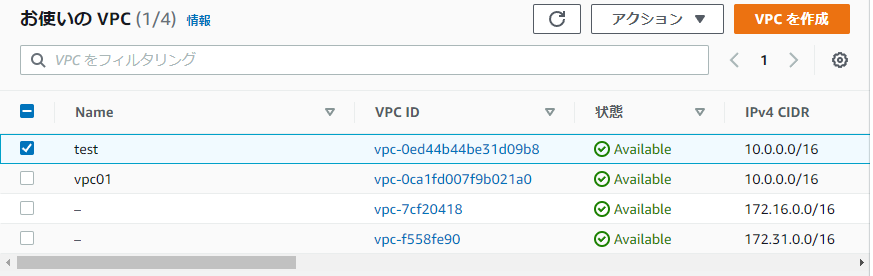 お使いの VPC (1/4) 情報 アクション VPC を作成
VPC をフィルタリング 1
Name VPC ID 状態 IPv4 CIDR
test vpc-0ed44b44be31d09b8 Available 10.0.0.0/16
vpc01 vpc-0ca1fd007f9b021a0 Available 10.0.0.0/16
– vpc-7cf20418 Available 172.16.0.0/16
– vpc-f558fe90 Available 172.31.0.0/16